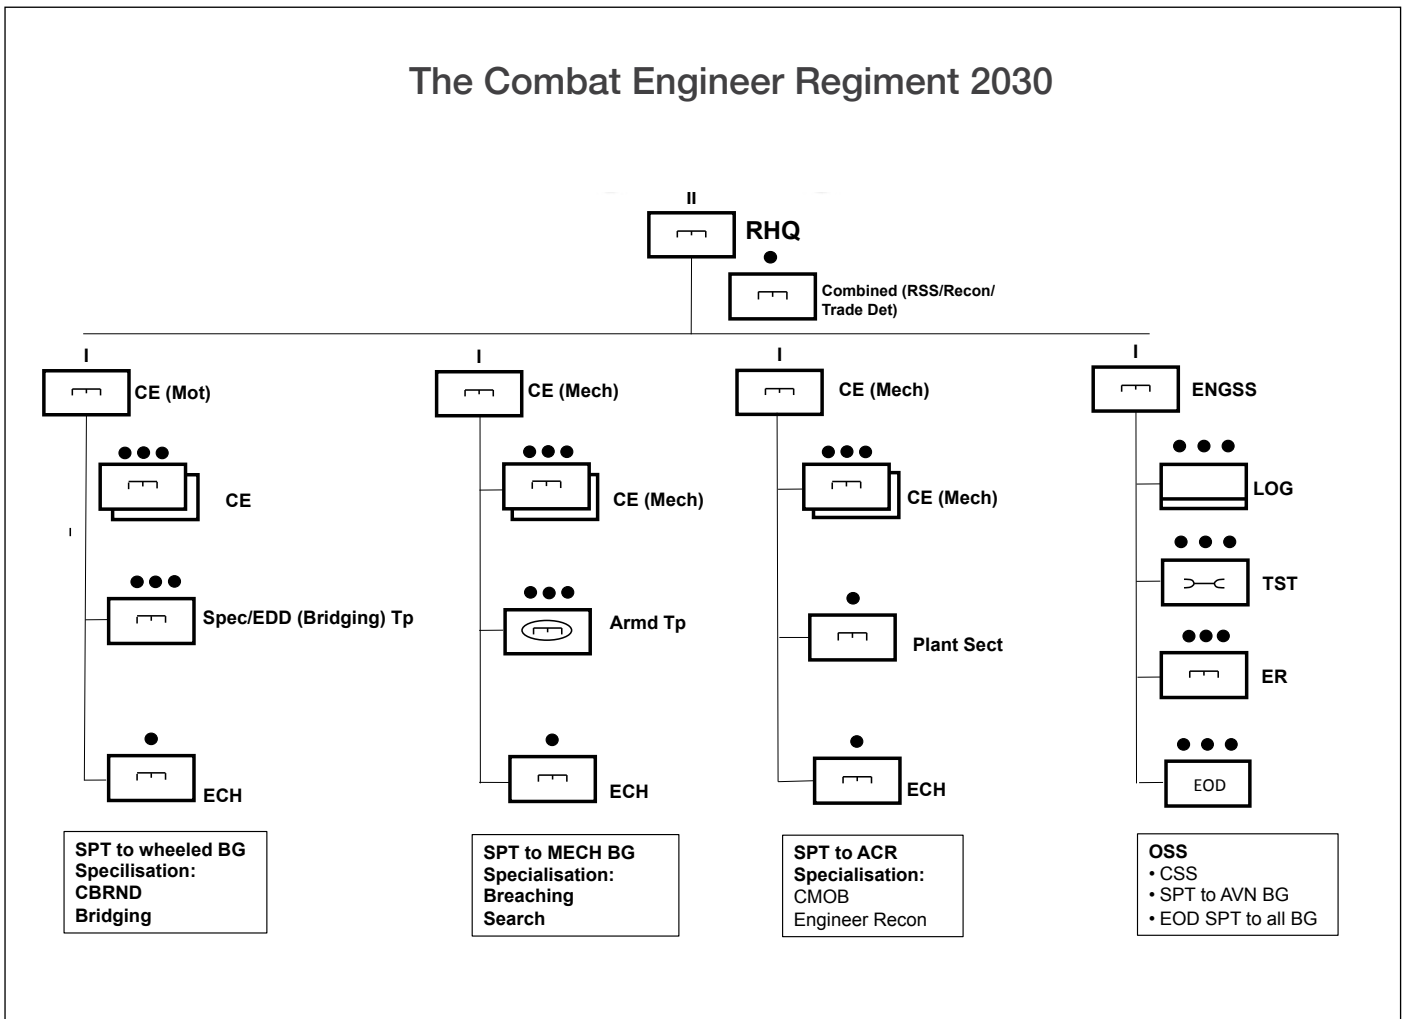 The Combat Engineer Regiment 2030
II
RHQ
Combined (RSS/Recon/
Trade Det)
I
CE (Mot)
I
CE (Mech)
I
CE (Mech)
I
ENGSS
CE
CE (Mech)
CE (Mech)
LOG
I
TST
Spec/EDD (Bridging) Tp
Armd Tp
Plant Sect
ER
ECH
ECH
ECH
EOD
SPT to wheeled BG
Specilisation:
CBRND
Bridging
SPT to MECH BG
Specialisation:
Breaching
Search
SPT to ACR
Specialisation:
CMOB
Engineer Recon
OSS
• CSS
• SPT to AVN BG
• EOD SPT to all BG